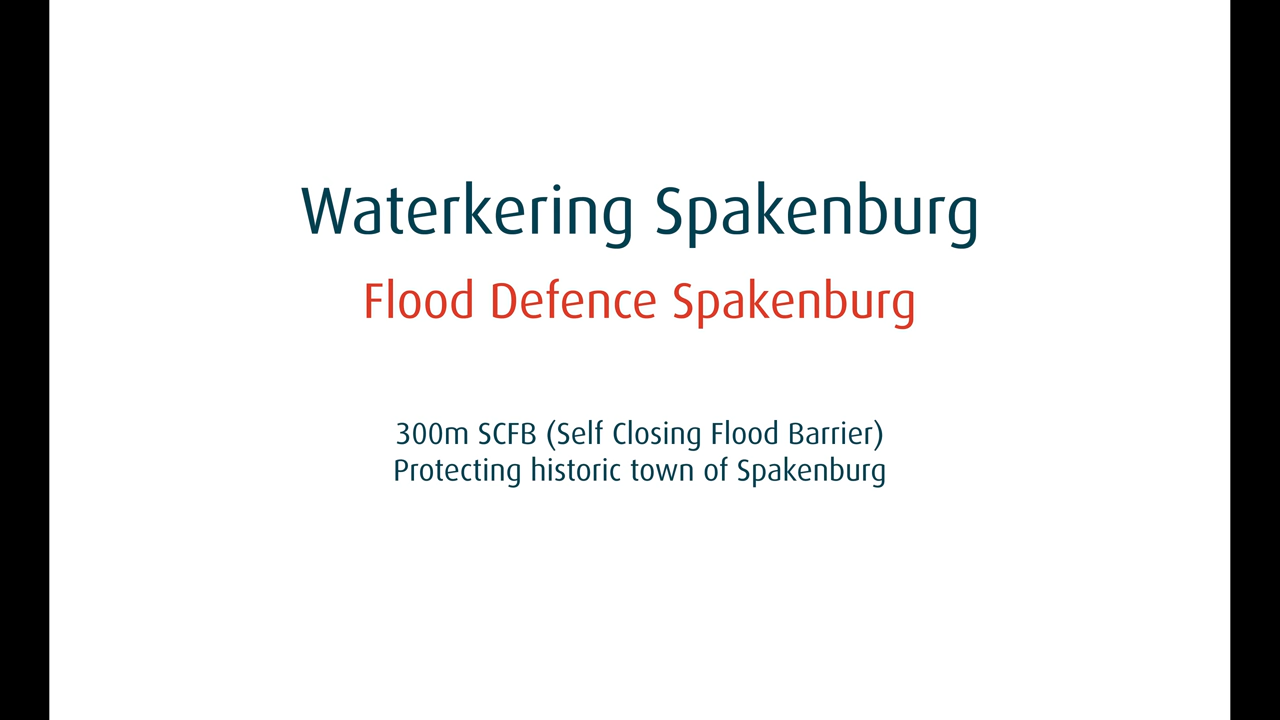 Waterkering Spakenburg
Flood Defence Spakenburg
300m SCFB (Self Closing Flood Barrier)
Protecting historic town of Spakenburg